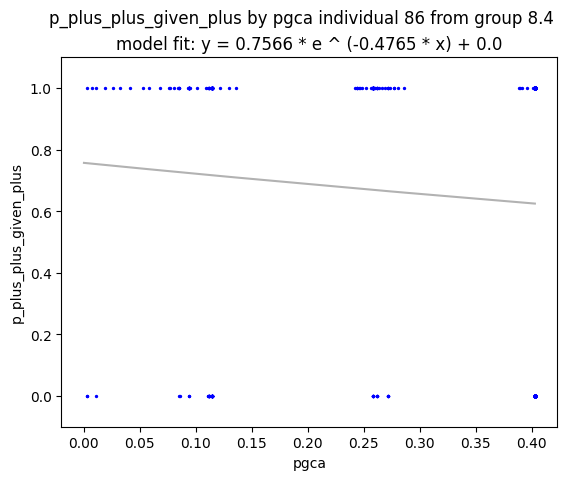 p_plus_plus_given_plus by pgca individual 86 from group 8.4
model fit: y = 0.7566 * e ^ (-0.4765 * x) + 0.0
1.0
0.8
0.6
0.4
0.2
0.0
p_plus_plus_given_plus
0.00 0.05 0.10 0.15 0.20 0.25 0.30 0.35 0.40
pgca